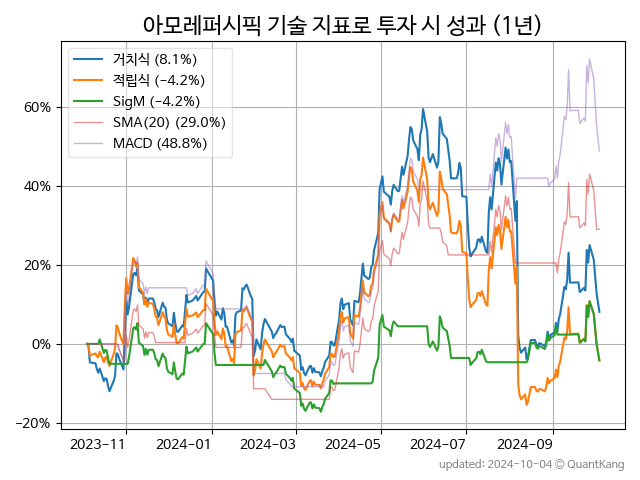 아모레퍼시픽 기술 지표로 투자 시 성과 (1년)
거치식 (8.1%)
적립식 (−4.2%)
SigM (−4.2%)
SMA(20) (29.0%)
MACD (48.8%)
60%
40%
20%
0%
−20%
2023-11 2024-01 2024-03 2024-05 2024-07 2024-09
updated: 2024-10-04 © QuantKang